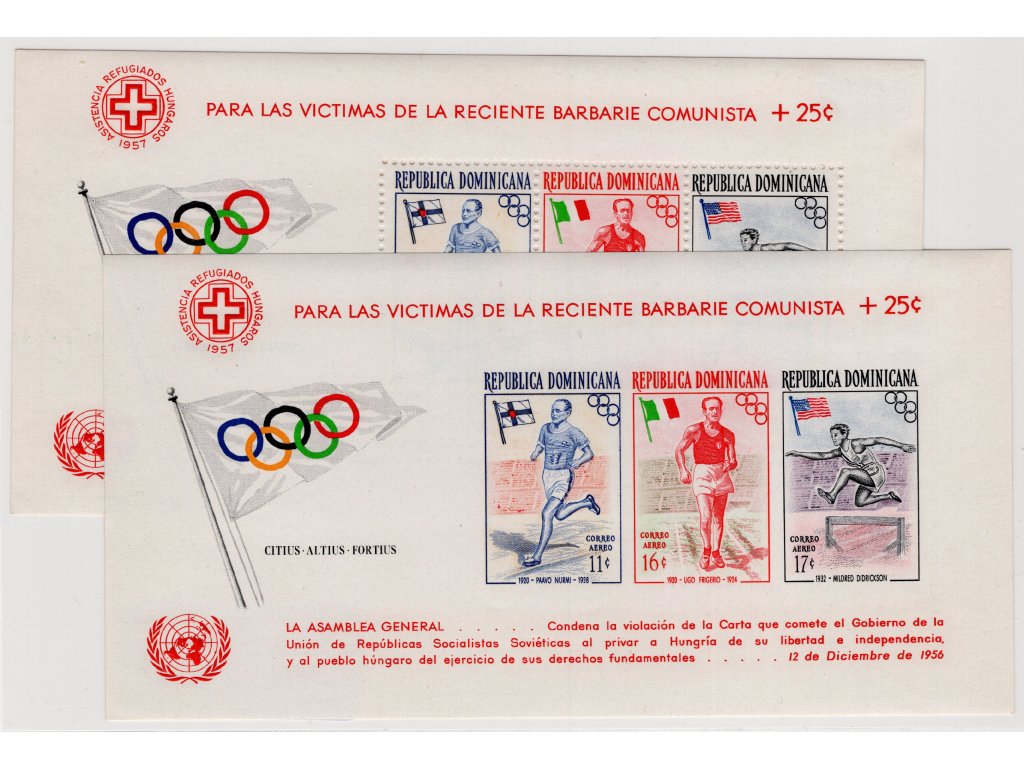 ASISTENCIA REFUGIADOS HUNGAROS
1957
PARA LAS VICTIMAS DE LA RECIENTE BARBARIE COMUNISTA + 25¢
REPUBLICA DOMINICANA REPUBLICA DOMINICANA REPUBLICA DOMINICANA
ASISTENCIA REFUGIADOS HUNGAROS
1957
PARA LAS VICTIMAS DE LA RECIENTE BARBARIE COMUNISTA + 25¢
REPUBLICA DOMINICANA REPUBLICA DOMINICANA REPUBLICA DOMINICANA
CORREO AEREO 11¢
1920 - PAAVO NURMI - 1928
CORREO AEREO 16¢
1920 - UGO FRIGERIO - 1924
CORREO AEREO 17¢
1932 - MILDRED DIDRICKSON
CITIUS · ALTIUS · FORTIUS
LA ASAMBLEA GENERAL . . . . . Condena la violación de la Carta que comete el Gobierno de la
Unión de Repúblicas Socialistas Soviéticas al privar a Hungría de su libertad e independencia,
y al pueblo húngaro del ejercicio de sus derechos fundamentales . . . . . 12 de Diciembre de 1956